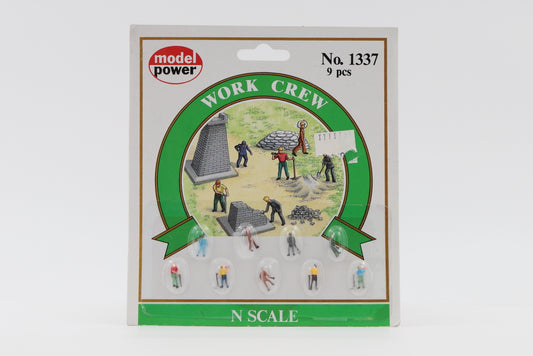 model
power
No. 1337
9 pcs
WORK CREW
N SCALE